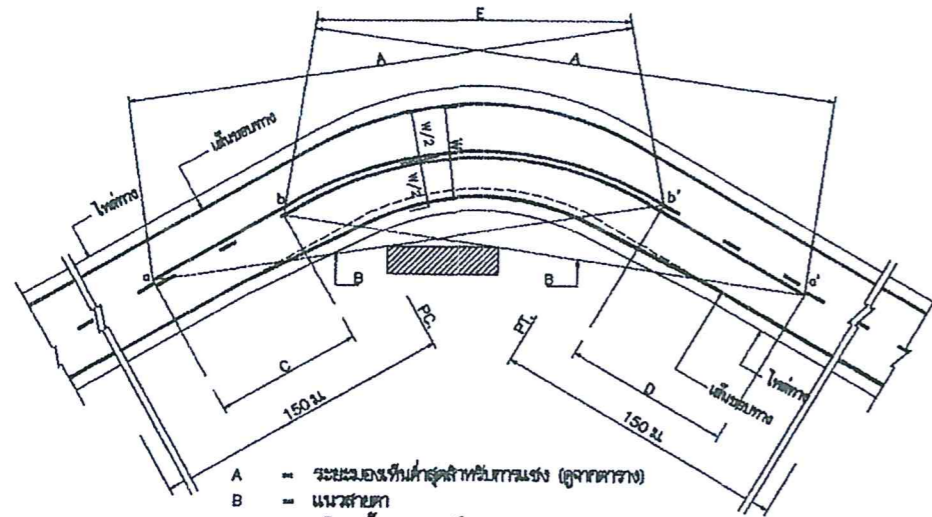 E
A
A
เส้นขอบทาง
ไหล่ทาง
W/2
W
W/2
b
b'
a
a'
B
B
PC.
PT.
C
D
150 ม.
150 ม.
เส้นขอบทาง
ไหล่ทาง
A = ระยะมองเห็นต่ำสุดสำหรับการแซง (ดูจากตาราง)
B = แนวสายตา